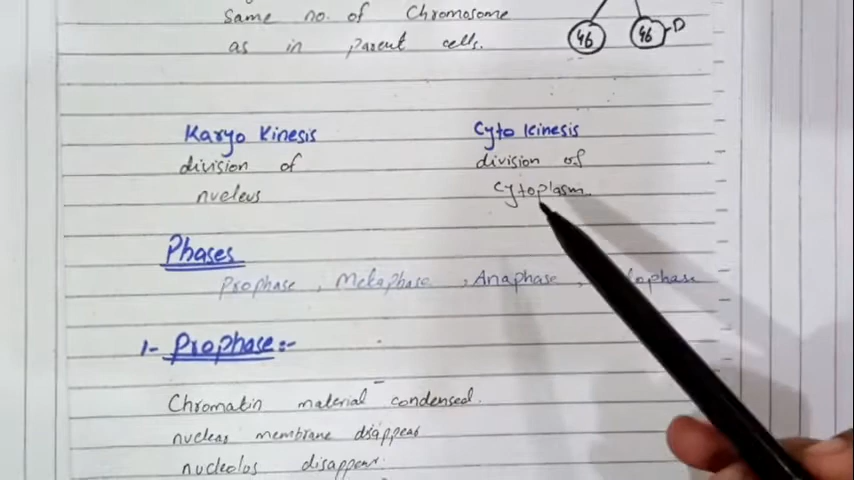 Same no. of Chromosome
as in parent cells.
46 46 D
Karyo Kinesis
division of
nucleus
Cyto kinesis
division of
Cytoplasm
Phases
Prophase , Metaphase , Anaphase ,
1- Prophase:-
Chromatin material condensed.
nuclear membrane disappear
nucleolus disappear.